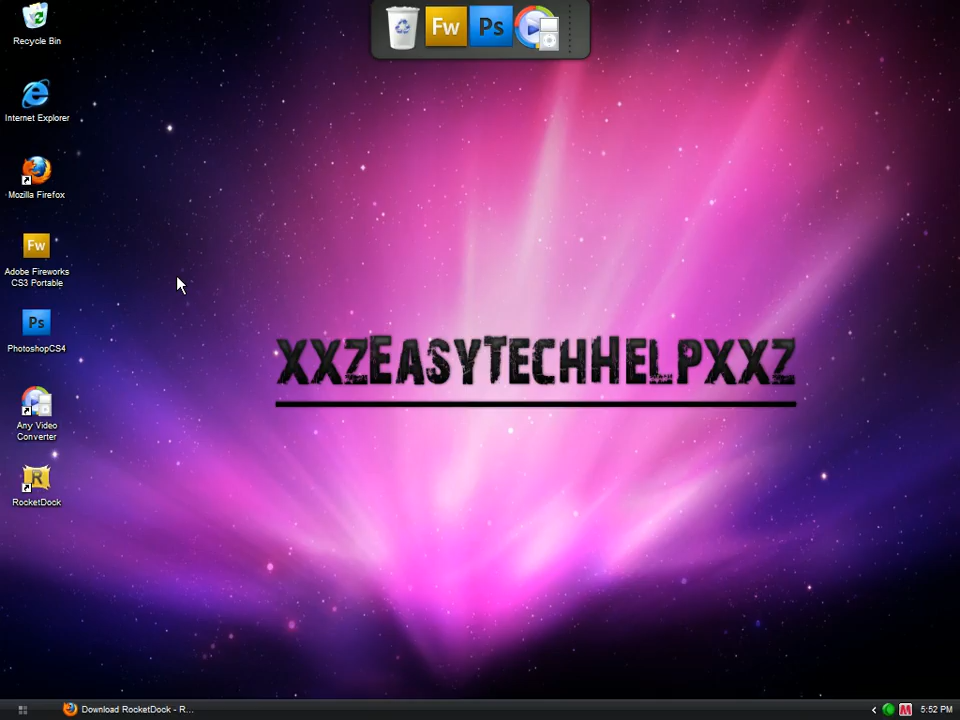 Recycle Bin
Fw
Ps
Internet Explorer
Mozilla Firefox
Fw
Adobe Fireworks
CS3 Portable
Ps
PhotoshopCS4
XXZEASYTECHHELPXXZ
Any Video
Converter
R
RocketDock
Download RocketDock - R...
5:52 PM